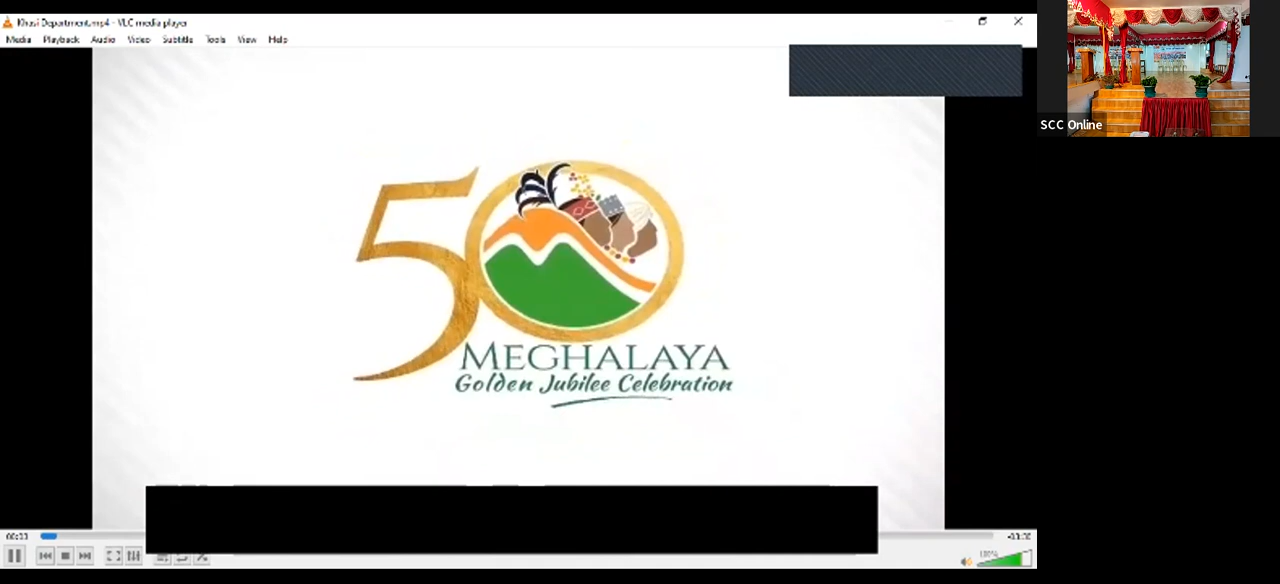 Khasi Department.mp4 - VLC media player
Media Playback Audio Video Subtitle Tools View Help
SCC Online
50
MEGHALAYA
Golden Jubilee Celebration
100%